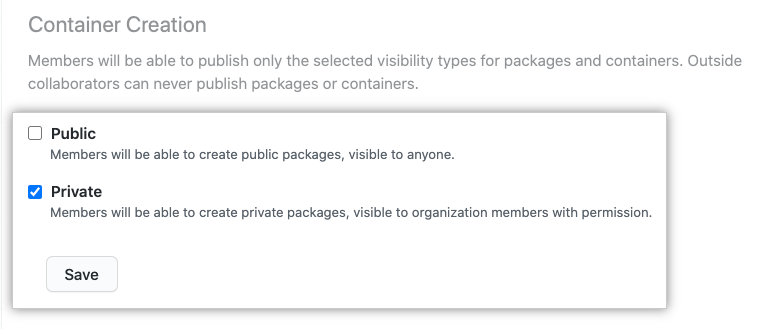 Container Creation
Members will be able to publish only the selected visibility types for packages and containers. Outside
collaborators can never publish packages or containers.
Public
Members will be able to create public packages, visible to anyone.
Private
Members will be able to create private packages, visible to organization members with permission.
Save